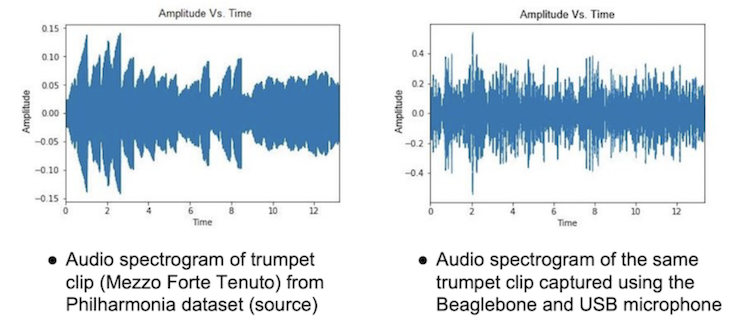 Amplitude Vs. Time
0.15
0.10
0.05
0.00
−0.05
−0.10
−0.15
Amplitude
0 2 4 6 8 10 12
Time
● Audio spectrogram of trumpet
clip (Mezzo Forte Tenuto) from
Philharmonia dataset (source)
Amplitude Vs. Time
0.4
0.2
0.0
−0.2
−0.4
Amplitude
0 2 4 6 8 10 12
Time
● Audio spectrogram of the same
trumpet clip captured using the
Beaglebone and USB microphone